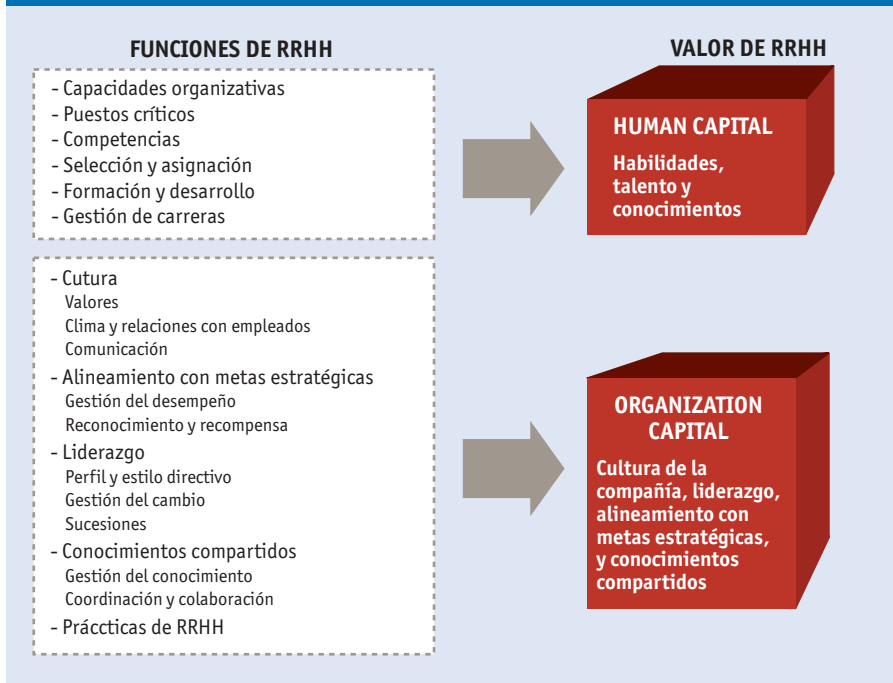 FUNCIONES DE RRHH
- Capacidades organizativas
- Puestos críticos
- Competencias
- Selección y asignación
- Formación y desarrollo
- Gestión de carreras
- Cutura
Valores
Clima y relaciones con empleados
Comunicación
- Alineamiento con metas estratégicas
Gestión del desempeño
Reconocimiento y recompensa
- Liderazgo
Perfil y estilo directivo
Gestión del cambio
Sucesiones
- Conocimientos compartidos
Gestión del conocimiento
Coordinación y colaboración
- Práccticas de RRHH
VALOR DE RRHH
HUMAN CAPITAL
Habilidades,
talento y
conocimientos
ORGANIZATION
CAPITAL
Cultura de la
compañía, liderazgo,
alineamiento con
metas estratégicas,
y conocimientos
compartidos